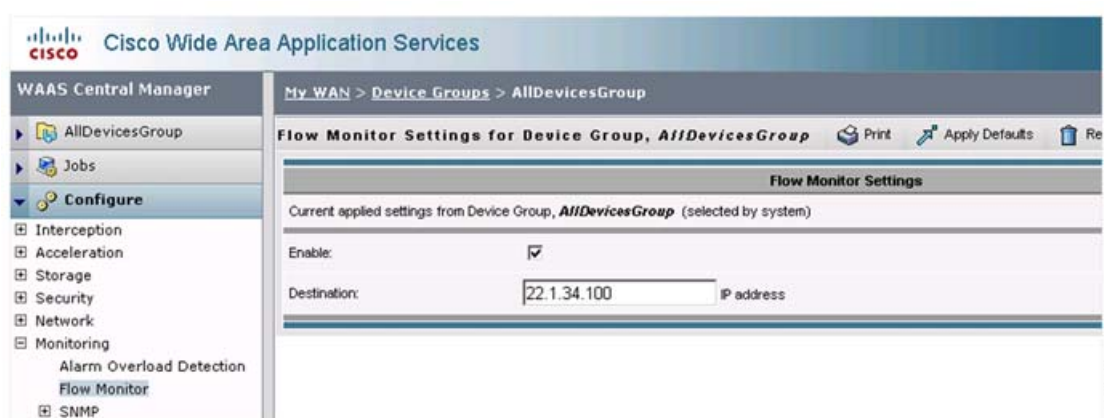 CISCO
Cisco Wide Area Application Services
WAAS Central Manager
AllDevicesGroup
Jobs
Configure
Interception
Acceleration
Storage
Security
Network
Monitoring
Alarm Overload Detection
Flow Monitor
SNMP
My WAN > Device Groups > AllDevicesGroup
Flow Monitor Settings for Device Group, AllDevicesGroup
Print
Apply Defaults
Re
Flow Monitor Settings
Current applied settings from Device Group, AllDevicesGroup (selected by system)
Enable:
Destination: 22.1.34.100 IP address